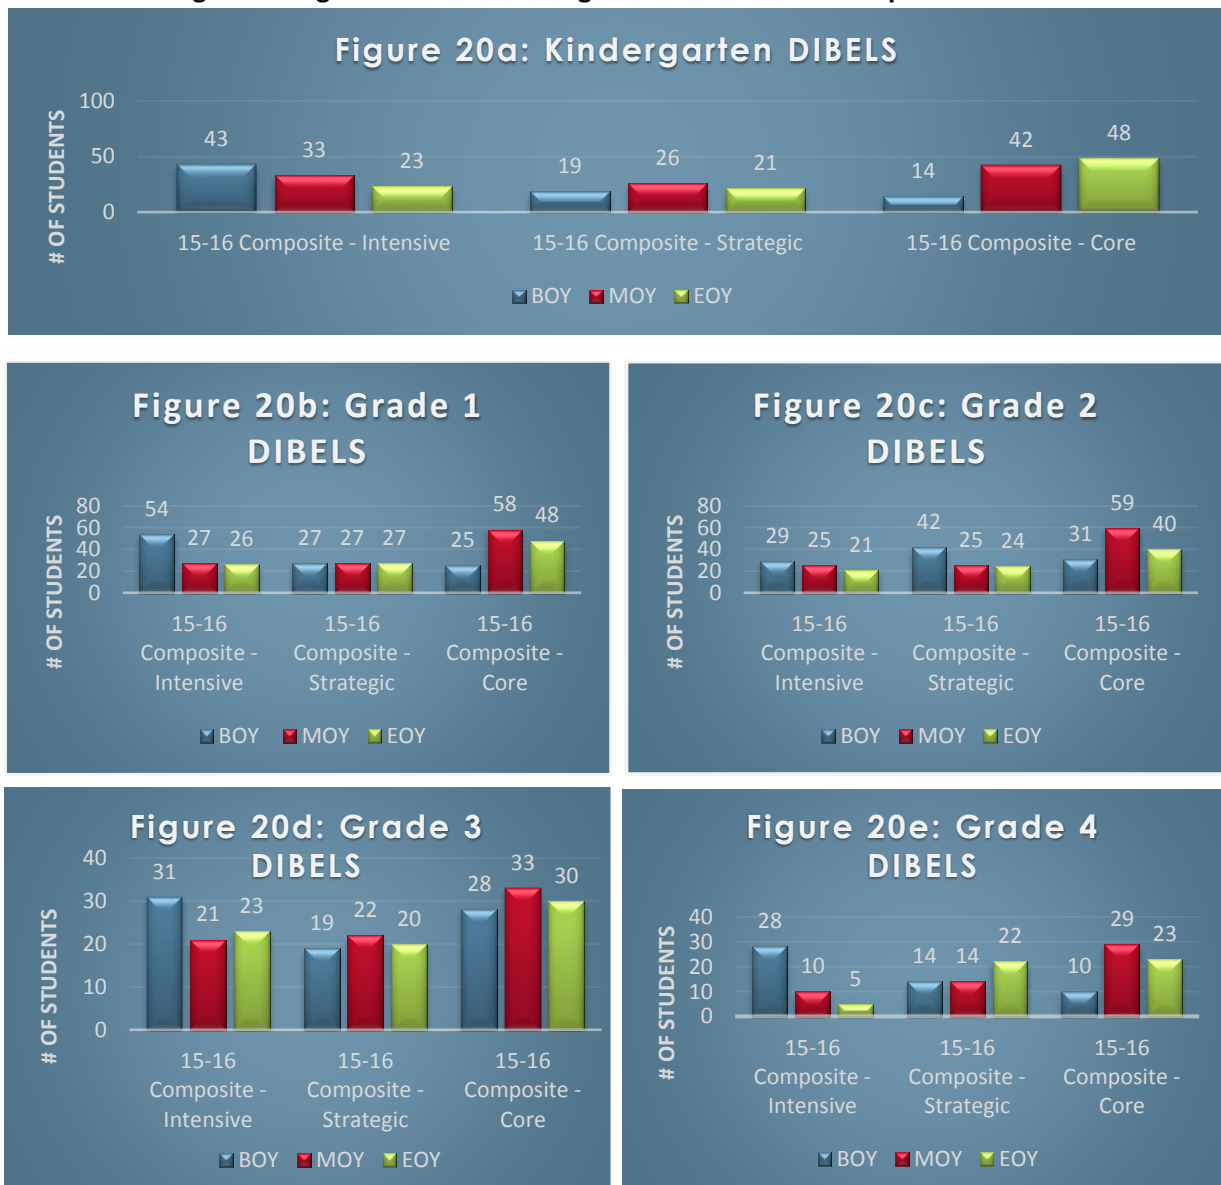 Figure 20a: Kindergarten DIBELS
# OF STUDENTS
100
50
0
43
33
23
19
26
21
14
42
48
15-16 Composite - Intensive
15-16 Composite - Strategic
15-16 Composite - Core
BOY MOY EOY
Figure 20b: Grade 1
DIBELS
# OF STUDENTS
80
60
40
20
0
54
27
26
27
27
27
25
58
48
15-16
Composite -
Intensive
15-16
Composite -
Strategic
15-16
Composite -
Core
BOY MOY EOY
Figure 20c: Grade 2
DIBELS
# OF STUDENTS
80
60
40
20
0
29
25
21
42
25
24
31
59
40
15-16
Composite -
Intensive
15-16
Composite -
Strategic
15-16
Composite -
Core
BOY MOY EOY
Figure 20d: Grade 3
DIBELS
# OF STUDENTS
40
30
20
10
0
31
21
23
19
22
20
28
33
30
15-16
Composite -
Intensive
15-16
Composite -
Strategic
15-16
Composite -
Core
BOY MOY EOY
Figure 20e: Grade 4
DIBELS
# OF STUDENTS
40
30
20
10
0
28
10
5
14
14
22
10
29
23
15-16
Composite -
Intensive
15-16
Composite -
Strategic
15-16
Composite -
Core
BOY MOY EOY